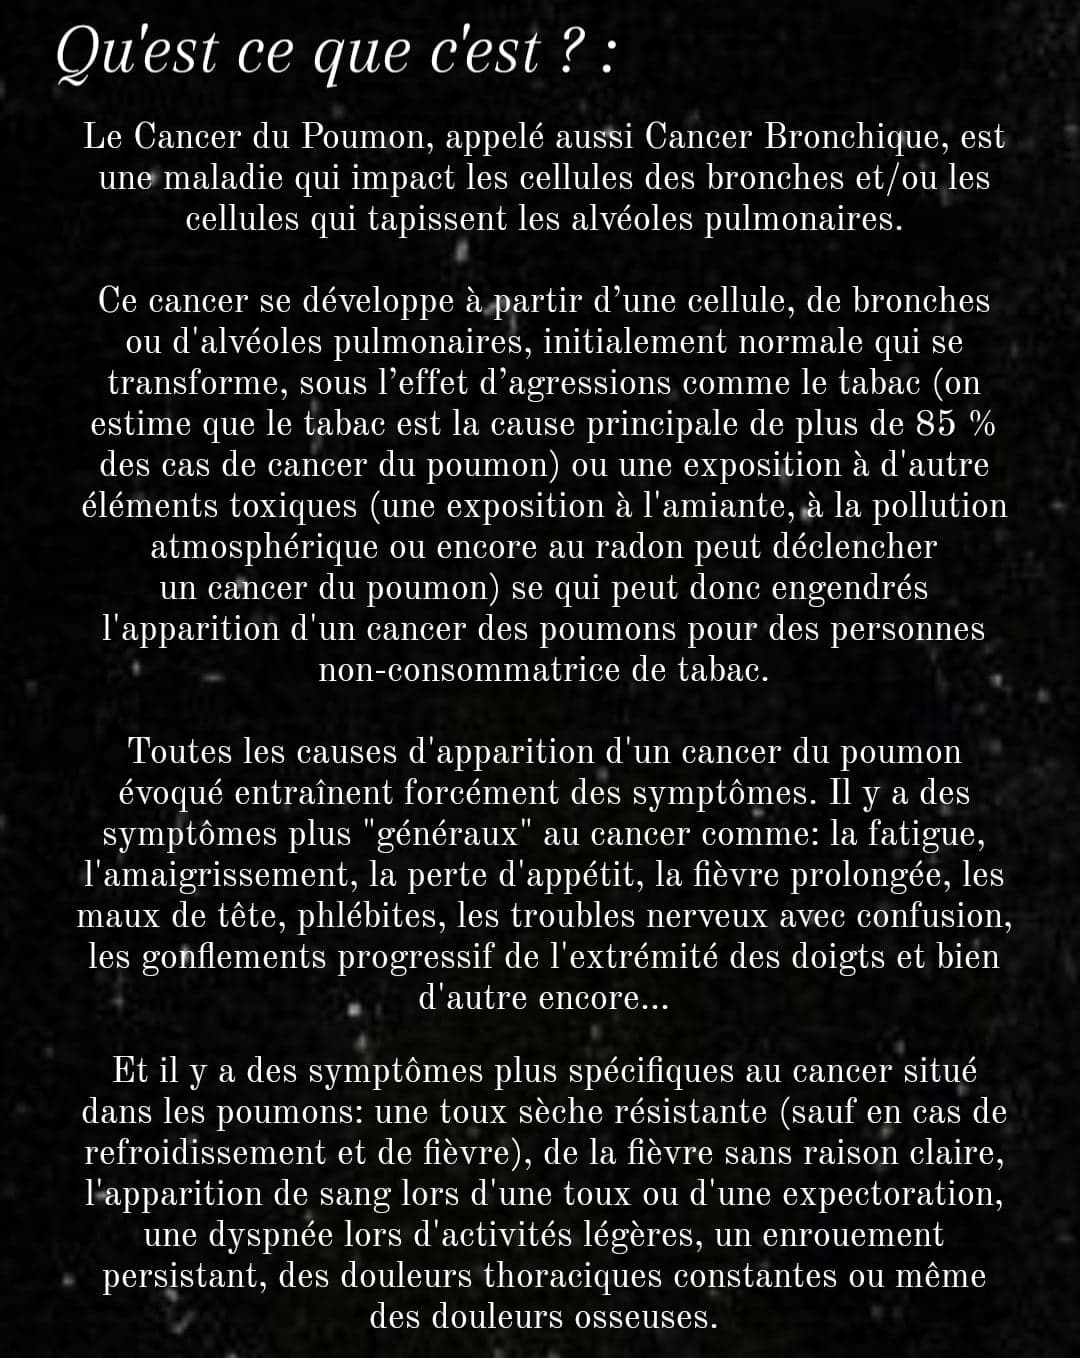 Qu'est ce que c'est ? :
Le Cancer du Poumon, appelé aussi Cancer Bronchique, est
une maladie qui impact les cellules des bronches et/ou les
cellules qui tapissent les alvéoles pulmonaires.
Ce cancer se développe à partir d’une cellule, de bronches
ou d'alvéoles pulmonaires, initialement normale qui se
transforme, sous l’effet d’agressions comme le tabac (on
estime que le tabac est la cause principale de plus de 85 %
des cas de cancer du poumon) ou une exposition à d'autre
éléments toxiques (une exposition à l'amiante, à la pollution
atmosphérique ou encore au radon peut déclencher
un cancer du poumon) se qui peut donc engendrés
l'apparition d'un cancer des poumons pour des personnes
non-consommatrice de tabac.
Toutes les causes d'apparition d'un cancer du poumon
évoqué entraînent forcément des symptômes. Il y a des
symptômes plus "généraux" au cancer comme: la fatigue,
l'amaigrissement, la perte d'appétit, la fièvre prolongée, les
maux de tête, phlébites, les troubles nerveux avec confusion,
les gonflements progressif de l'extrémité des doigts et bien
d'autre encore...
Et il y a des symptômes plus spécifiques au cancer situé
dans les poumons: une toux sèche résistante (sauf en cas de
refroidissement et de fièvre), de la fièvre sans raison claire,
l'apparition de sang lors d'une toux ou d'une expectoration,
une dyspnée lors d'activités légères, un enrouement
persistant, des douleurs thoraciques constantes ou même
des douleurs osseuses.